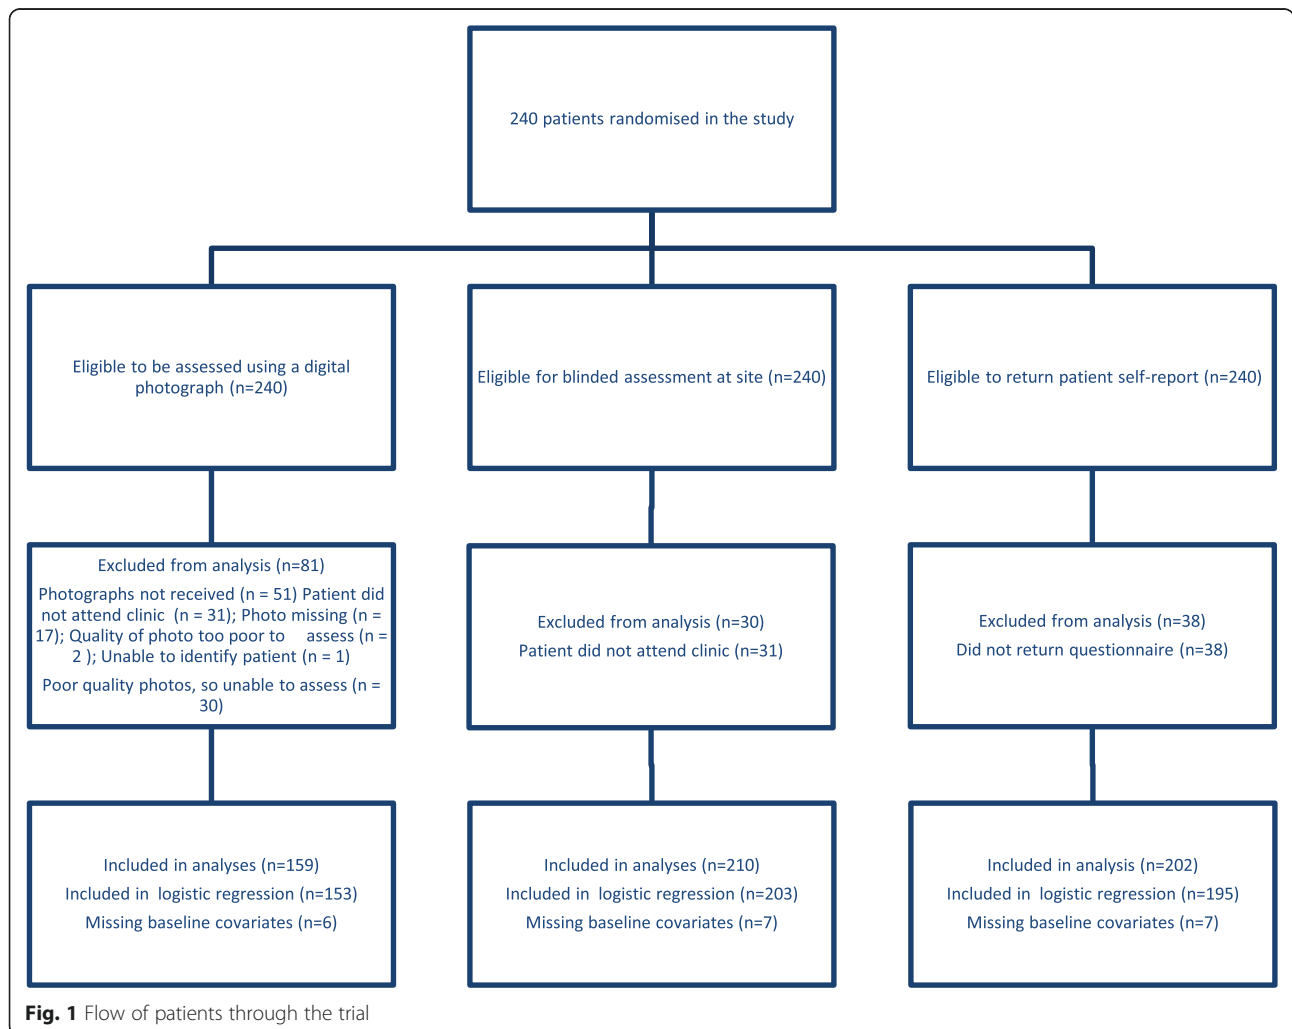 240 patients randomised in the study
Eligible to be assessed using a digital
photograph (n=240)
Eligible for blinded assessment at site (n=240)
Eligible to return patient self-report (n=240)
Excluded from analysis (n=81)
Photographs not received (n = 51) Patient did
not attend clinic (n = 31); Photo missing (n =
17); Quality of photo too poor to assess (n =
2 ); Unable to identify patient (n = 1)
Poor quality photos, so unable to assess (n =
30)
Excluded from analysis (n=30)
Patient did not attend clinic (n=31)
Excluded from analysis (n=38)
Did not return questionnaire (n=38)
Included in analyses (n=159)
Included in logistic regression (n=153)
Missing baseline covariates (n=6)
Included in analyses (n=210)
Included in logistic regression (n=203)
Missing baseline covariates (n=7)
Included in analysis (n=202)
Included in logistic regression (n=195)
Missing baseline covariates (n=7)
Fig. 1 Flow of patients through the trial